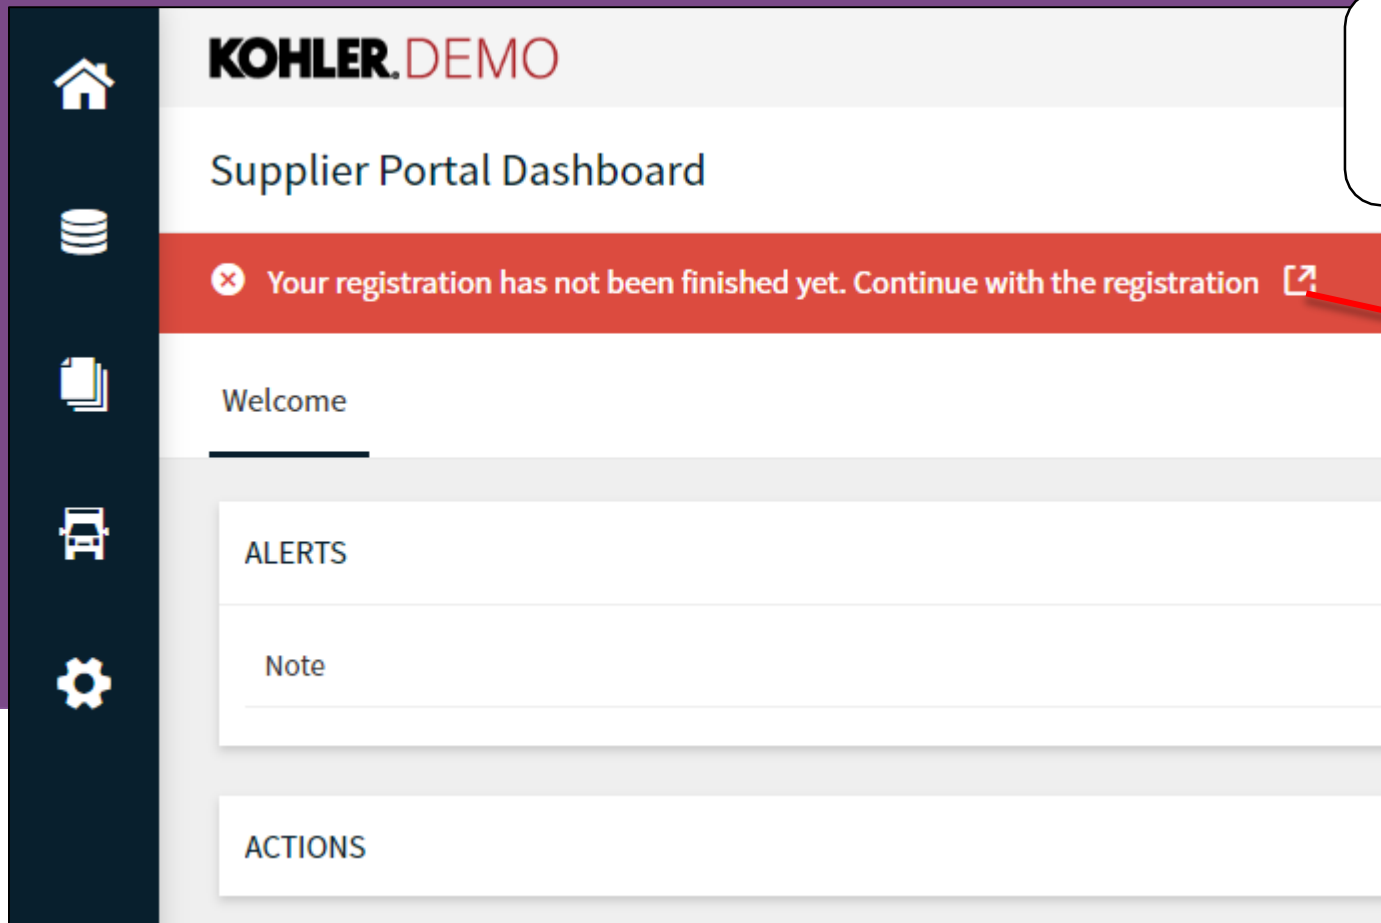 KOHLER. DEMO
Supplier Portal Dashboard
Your registration has not been finished yet. Continue with the registration
Welcome
ALERTS
Note
ACTIONS